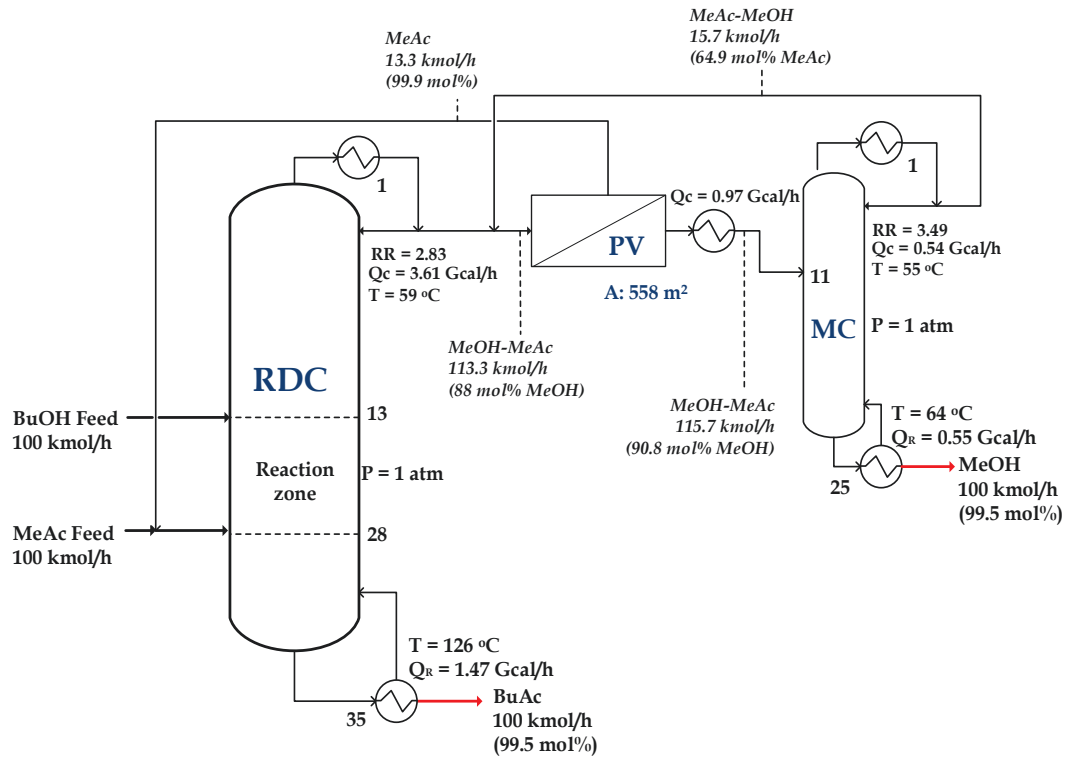 MeAc
13.3 kmol/h
(99.9 mol%)
MeAc-MeOH
15.7 kmol/h
(64.9 mol% MeAc)
1
RR = 2.83
Qc = 3.61 Gcal/h
T = 59 ºC
PV
A: 558 m²
Qc = 0.97 Gcal/h
1
RR = 3.49
Qc = 0.54 Gcal/h
T = 55 ºC
11
MC
P = 1 atm
MeOH-MeAc
113.3 kmol/h
(88 mol% MeOH)
MeOH-MeAc
115.7 kmol/h
(90.8 mol% MeOH)
RDC
BuOH Feed
100 kmol/h
13
Reaction
zone
P = 1 atm
MeAc Feed
100 kmol/h
28
T = 64 ºC
QR = 0.55 Gcal/h
25
MeOH
100 kmol/h
(99.5 mol%)
T = 126 ºC
QR = 1.47 Gcal/h
35
BuAc
100 kmol/h
(99.5 mol%)